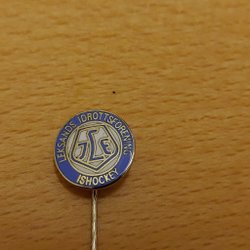 LEKSANDS IDROTTSFÖRENING
LIF
ISHOCKEY